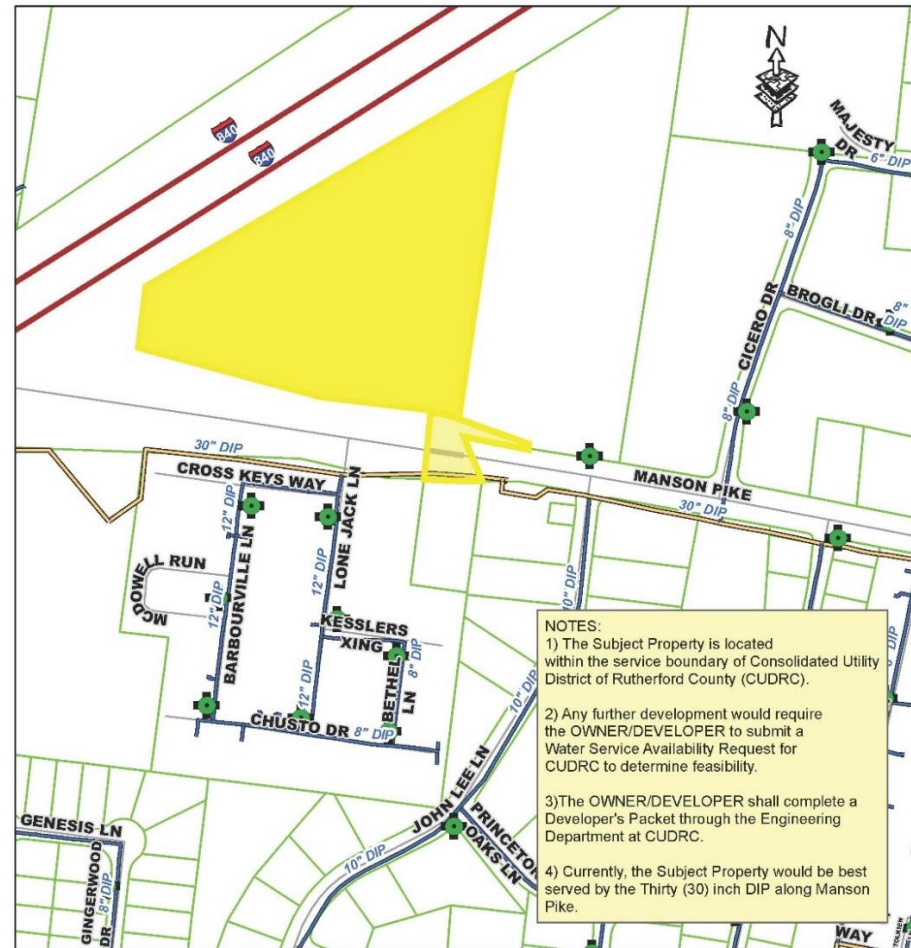 N
840
840
MAJESTY
DR
6" DIP
8" DIP
BROGLI DR
8"
DIP
CICERO DR
8" DIP
30" DIP
CROSS KEYS WAY
MANSON PIKE
30" DIP
12" DIP
LONE JACK LN
MCDOWELL RUN
BARBOURVILLE LN
12" DIP
12" DIP
10" DIP
KESSLERS
XING
BETHEL
LN
8" DIP
12" DIP
CHUSTO DR
8" DIP
10" DIP
JOHN LEE LN
PRINCETON
OAKS LN
10" DIP
GENESIS LN
GINGERWOOD
DR
8" DIP
NOTES:
1) The Subject Property is located
within the service boundary of Consolidated Utility
District of Rutherford County (CUDRC).
2) Any further development would require
the OWNER/DEVELOPER to submit a
Water Service Availability Request for
CUDRC to determine feasibility.
3)The OWNER/DEVELOPER shall complete a
Developer's Packet through the Engineering
Department at CUDRC.
4) Currently, the Subject Property would be best
served by the Thirty (30) inch DIP along Manson
Pike.
WAY